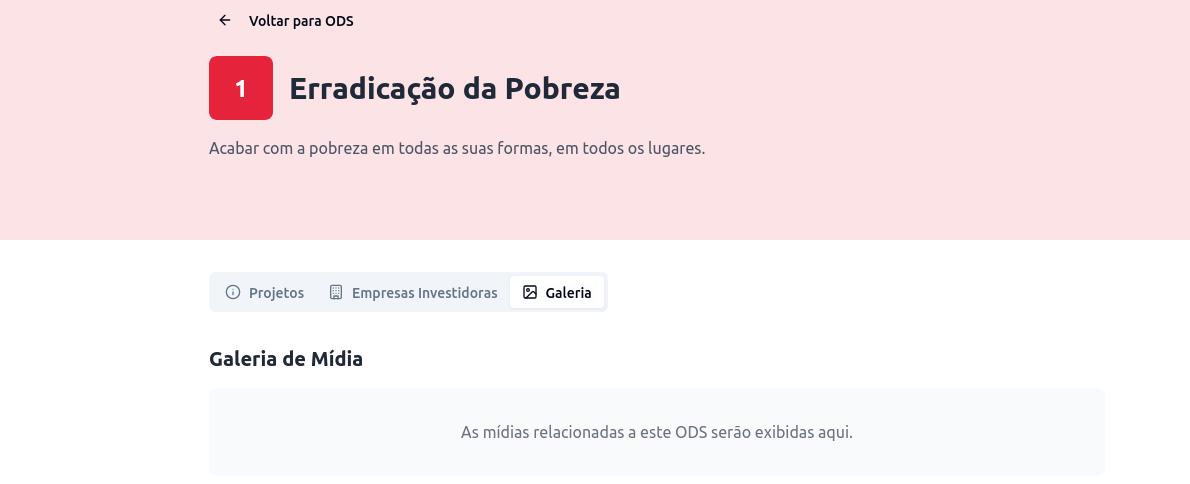 Voltar para ODS
1
Erradicação da Pobreza
Acabar com a pobreza em todas as suas formas, em todos os lugares.
Projetos
Empresas Investidoras
Galeria
Galeria de Mídia
As mídias relacionadas a este ODS serão exibidas aqui.